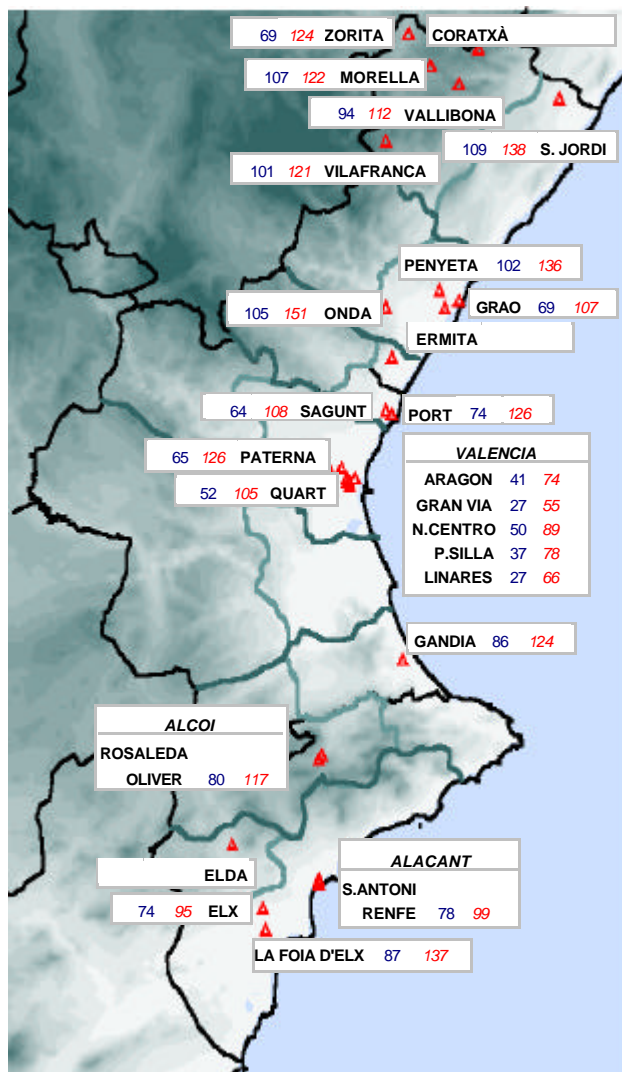 69 124 ZORITA
CORATXÀ
107 122 MORELLA
94 112 VALLIBONA
109 138 S. JORDI
101 121 VILAFRANCA
PENYETA 102 136
105 151 ONDA
GRAO 69 107
ERMITA
64 108 SAGUNT
PORT 74 126
65 126 PATERNA
52 105 QUART
VALENCIA
ARAGON 41 74
GRAN VIA 27 55
N.CENTRO 50 89
P.SILLA 37 78
LINARES 27 66
GANDIA 86 124
ALCOI
ROSALEDA
OLIVER 80 117
ELDA
74 95 ELX
ALACANT
S.ANTONI
RENFE 78 99
LA FOIA D'ELX 87 137